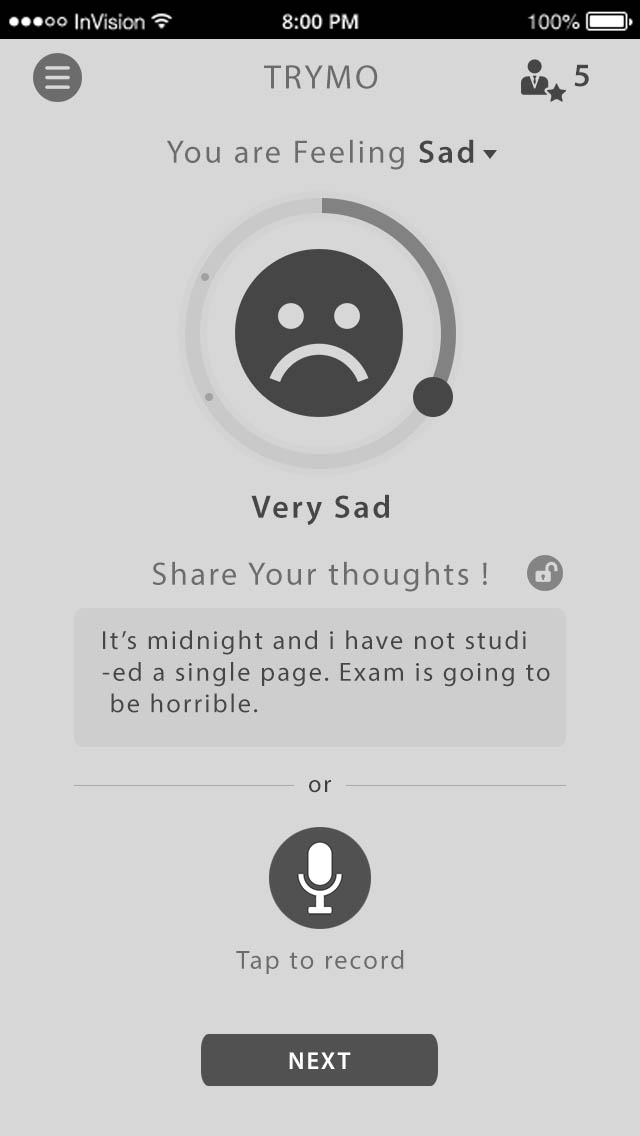 InVision 8:00 PM 100%
TRYMO 5
You are Feeling Sad
Very Sad
Share Your thoughts !
It’s midnight and i have not studi
-ed a single page. Exam is going to
be horrible.
or
Tap to record
NEXT